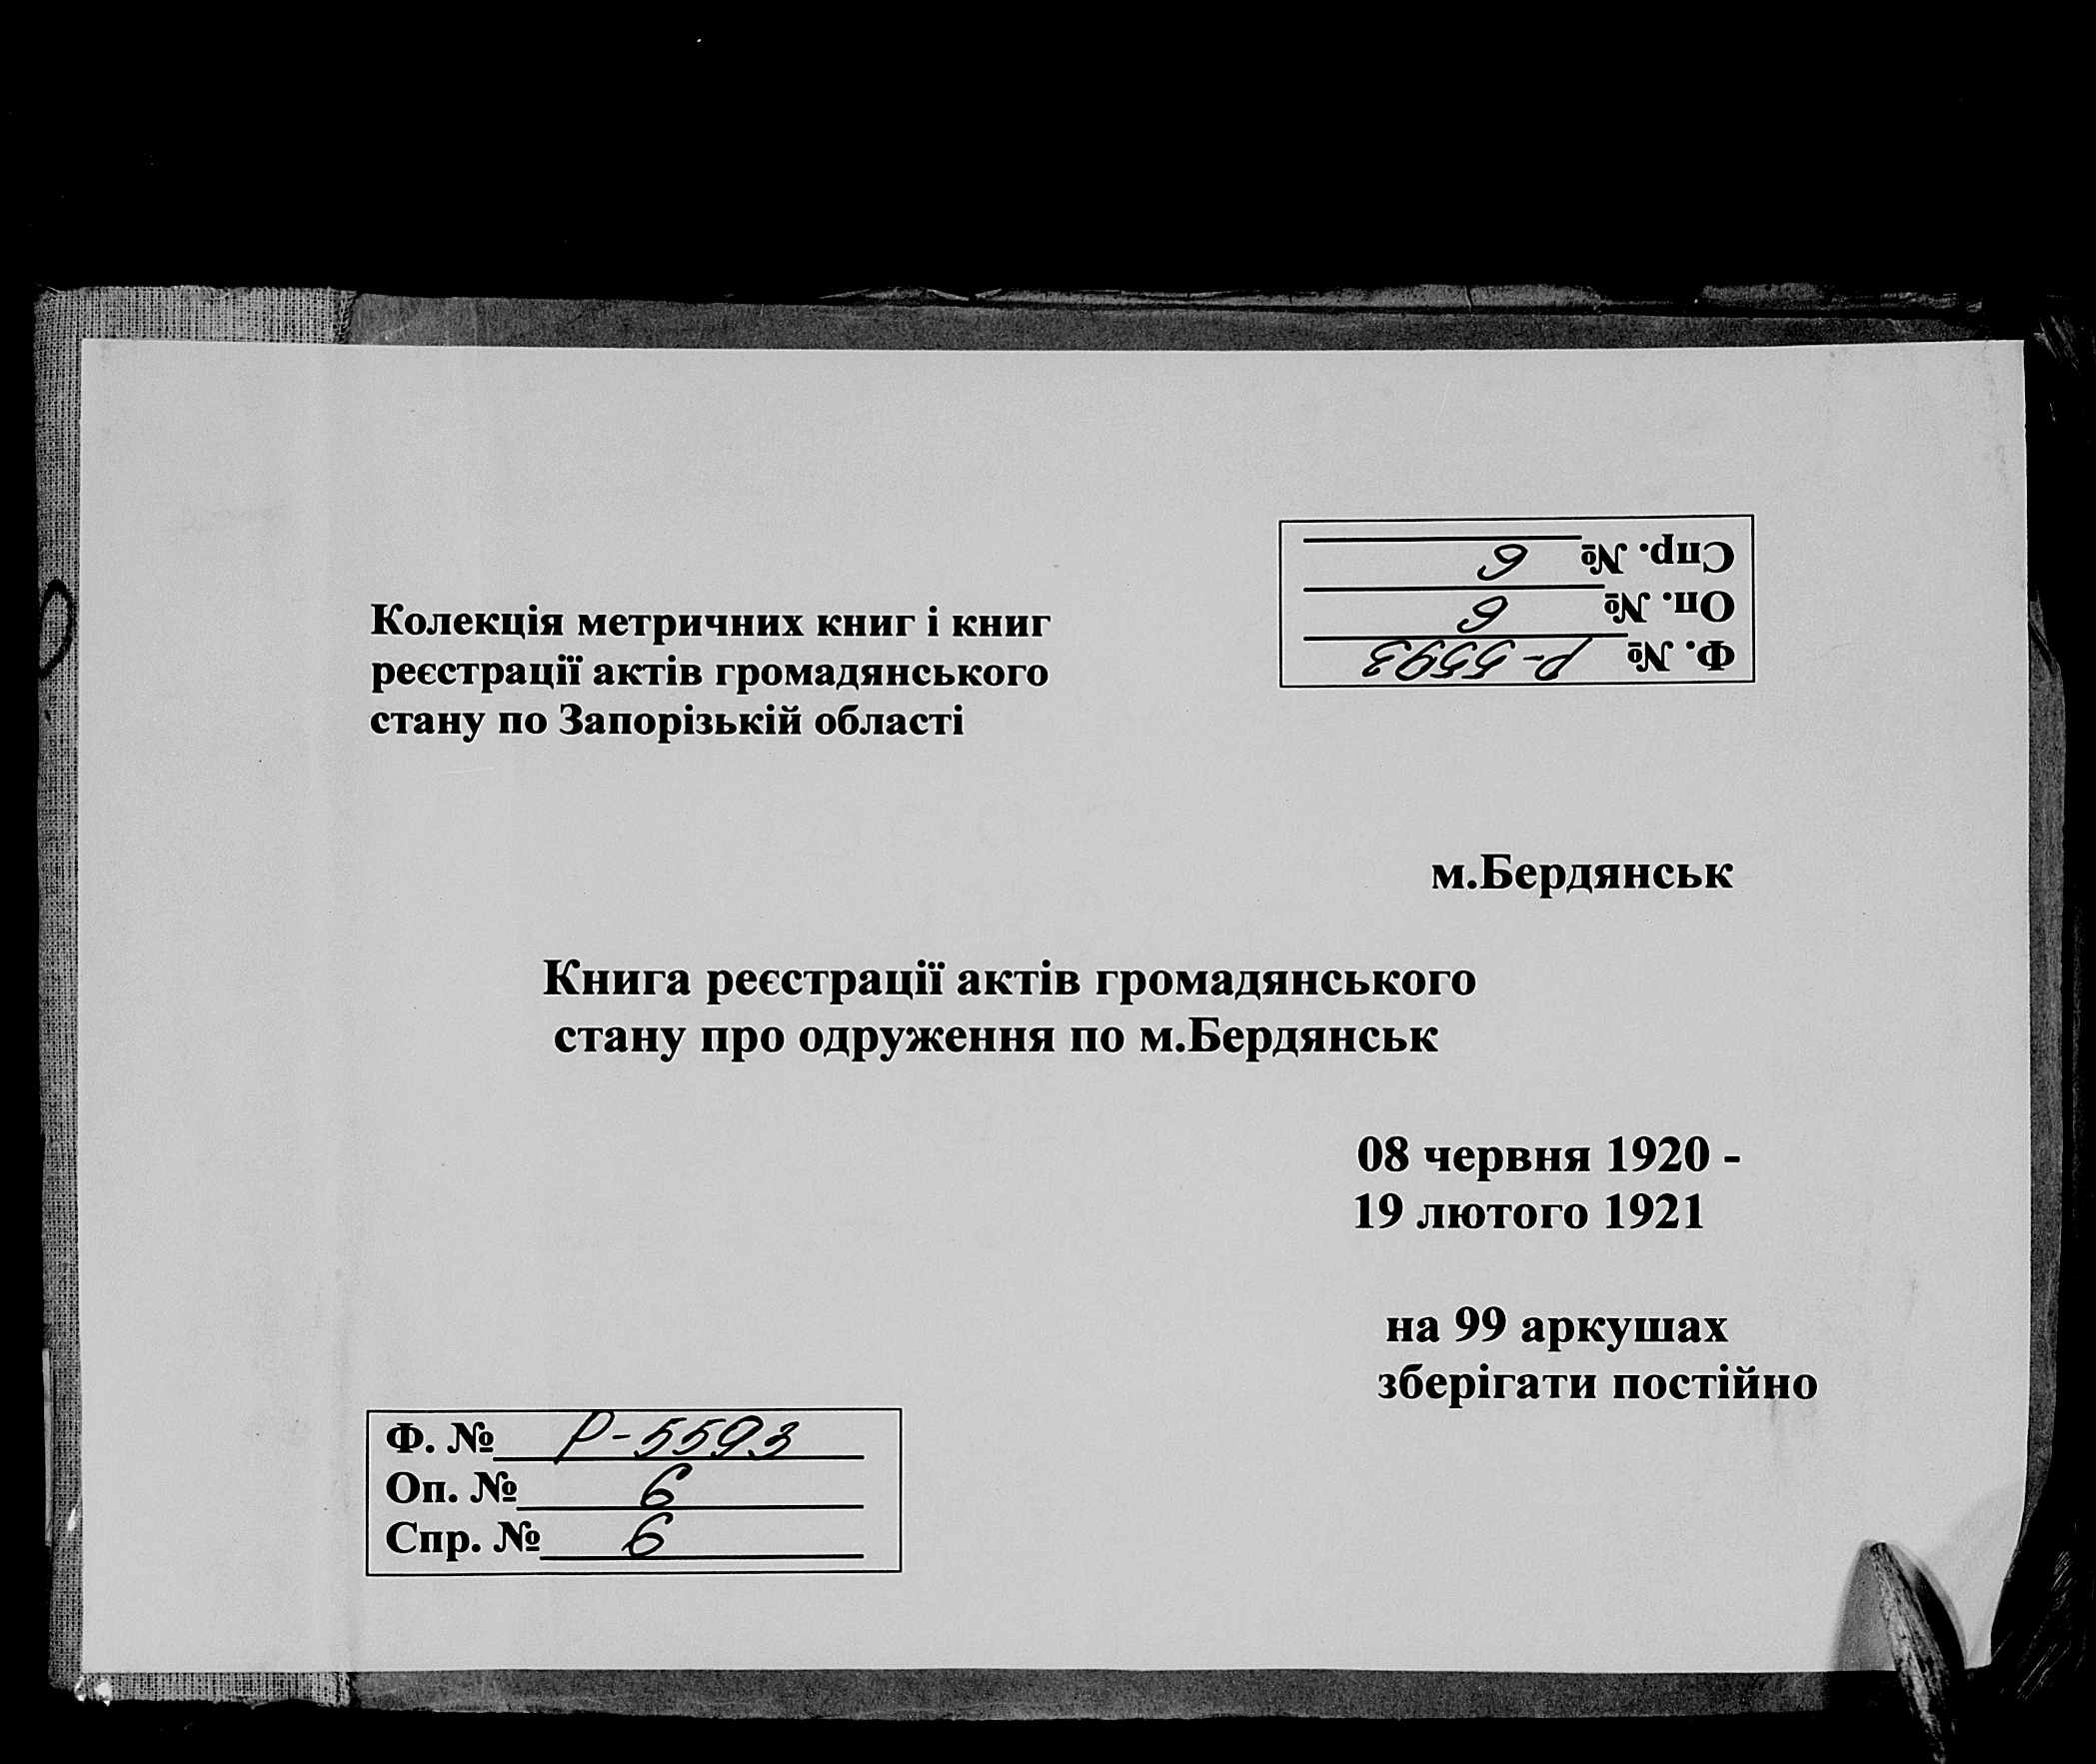 Спр. № 6
Оп. № 6
Ф. № Р-5593
Колекція метричних книг і книг
реєстрації актів громадянського
стану по Запорізькій області
м.Бердянськ
Книга реєстрації актів громадянського
стану про одруження по м.Бердянськ
08 червня 1920 -
19 лютого 1921
на 99 аркушах
зберігати постійно
Ф. № Р-5593
Оп. № 6
Спр. № 6